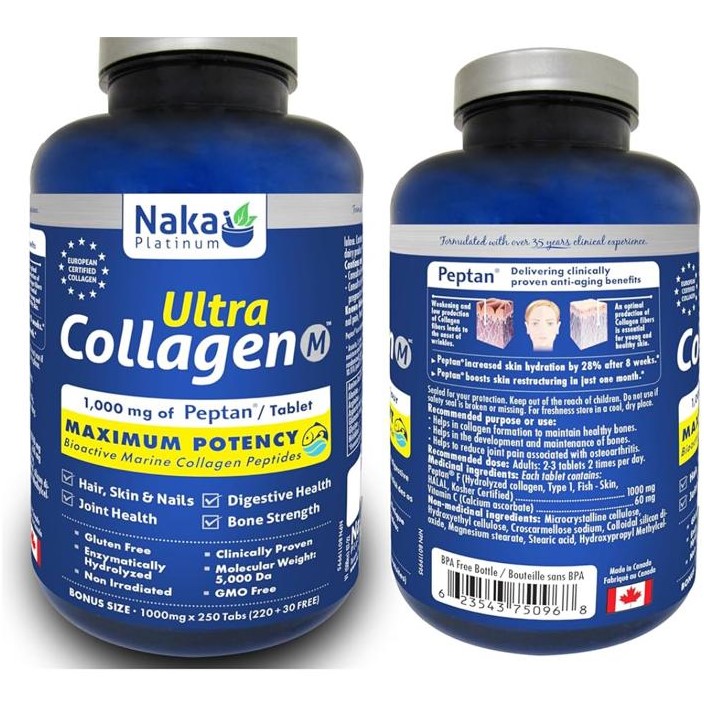 Naka
Platinum
EUROPEAN
CERTIFIED
COLLAGEN
Ultra
Collagen M™
1,000 mg of Peptan®/ Tablet
MAXIMUM POTENCY
Bioactive Marine Collagen Peptides
Hair, Skin & Nails
Digestive Health
Joint Health
Bone Strength
• Gluten Free
• Enzymatically
Hydrolyzed
• Non Irradiated
• Clinically Proven
• Molecular Weight:
5,000 Da
• GMO Free
BONUS SIZE • 1000mg x 250 Tabs (220 + 30 FREE)
Formulated with over 35 years clinical experience.
Peptan® Delivering clinically
proven anti-aging benefits
Weakening and
low production
of Collagen
fibers leads to
the onset of
wrinkles.
An optimal
production of
Collagen fibers
is essential
for young and
healthy skin.
▸ Peptan® increased skin hydration by 28% after 8 weeks.*
▸ Peptan® boosts skin restructuring in just one month.*
Sealed for your protection. Keep out of the reach of children. Do not use if
safety seal is broken or missing. For freshness store in a cool, dry place.
Recommended purpose or use:
- Helps in collagen formation to maintain healthy bones.
- Helps in the development and maintenance of bones.
- Helps to reduce joint pain associated with osteoarthritis.
Recommended dose: Adults: 2-3 tablets 2 times per day.
Medicinal Ingredients: Each tablet contains:
Peptan® F (Hydrolyzed collagen, Type 1, Fish - Skin,
HALAL, Kosher Certified) 1000 mg
Vitamin C (Calcium ascorbate) 60 mg
Non-medicinal ingredients: Microcrystalline cellulose,
Hydroxyethyl cellulose, Croscarmellose sodium, Colloidal silicon di-
oxide, Magnesium stearate, Stearic acid, Hydroxypropyl Methylcel-
BPA Free Bottle / Bouteille sans BPA
6 23543 75096 8
Made in Canada
Fabriqué au Canada
EUROPEAN
CERTIFIED
COLLAGEN